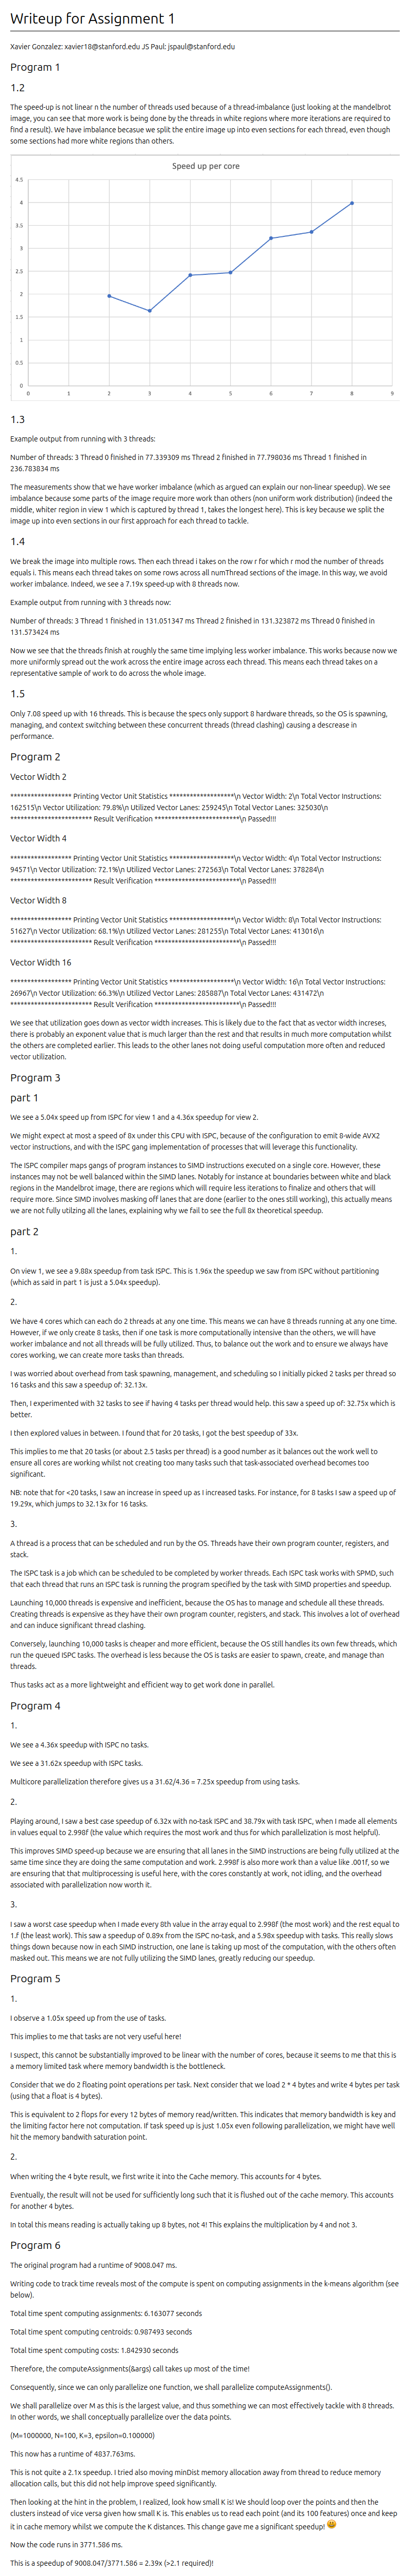 Writeup for Assignment 1
Xavier Gonzalez: xavier18@stanford.edu JS Paul: jspaul@stanford.edu
Program 1
1.2
The speed-up is not linear n the number of threads used because of a thread-imbalance (just looking at the mandelbrot
image, you can see that more work is being done by the threads in white regions where more iterations are required to
find a result). We have imbalance becasue we split the entire image up into even sections for each thread, even though
some sections had more white regions than others.
Speed up per core
4.5
4
3.5
3
2.5
2
1.5
1
0.5
0
0 1 2 3 4 5 6 7 8 9
1.3
Example output from running with 3 threads:
Number of threads: 3 Thread 0 finished in 77.339309 ms Thread 2 finished in 77.798036 ms Thread 1 finished in
236.783834 ms
The measurements show that we have worker imbalance (which as argued can explain our non-linear speedup). We see
imbalance because some parts of the image require more work than others (non uniform work distribution) (indeed the
middle, whiter region in view 1 which is captured by thread 1, takes the longest here). This is key because we split the
image up into even sections in our first approach for each thread to tackle.
1.4
We break the image into multiple rows. Then each thread i takes on the row r for which r mod the number of threads
equals i. This means each thread takes on some rows across all numThread sections of the image. In this way, we avoid
worker imbalance. Indeed, we see a 7.19x speed-up with 8 threads now.
Example output from running with 3 threads now:
Number of threads: 3 Thread 1 finished in 131.051347 ms Thread 2 finished in 131.323872 ms Thread 0 finished in
131.573424 ms
Now we see that the threads finish at roughly the same time implying less worker imbalance. This works because now we
more uniformly spread out the work across the entire image across each thread. This means each thread takes on a
representative sample of work to do across the whole image.
1.5
Only 7.08 speed up with 16 threads. This is because the specs only support 8 hardware threads, so the OS is spawning,
managing, and context switching between these concurrent threads (thread clashing) causing a descrease in
performance.
Program 2
Vector Width 2
****************** Printing Vector Unit Statistics *******************\n Vector Width: 2\n Total Vector Instructions:
162515\n Vector Utilization: 79.8%\n Utilized Vector Lanes: 259245\n Total Vector Lanes: 325030\n
************************ Result Verification *************************\n Passed!!!
Vector Width 4
****************** Printing Vector Unit Statistics *******************\n Vector Width: 4\n Total Vector Instructions:
94571\n Vector Utilization: 72.1%\n Utilized Vector Lanes: 272563\n Total Vector Lanes: 378284\n
************************ Result Verification *************************\n Passed!!!
Vector Width 8
****************** Printing Vector Unit Statistics *******************\n Vector Width: 8\n Total Vector Instructions:
51627\n Vector Utilization: 68.1%\n Utilized Vector Lanes: 281255\n Total Vector Lanes: 413016\n
************************ Result Verification *************************\n Passed!!!
Vector Width 16
****************** Printing Vector Unit Statistics *******************\n Vector Width: 16\n Total Vector Instructions:
26967\n Vector Utilization: 66.3%\n Utilized Vector Lanes: 285887\n Total Vector Lanes: 431472\n
************************ Result Verification *************************\n Passed!!!
We see that utilization goes down as vector width increases. This is likely due to the fact that as vector width increses,
there is probably an exponent value that is much larger than the rest and that results in much more computation whilst
the others are completed earlier. This leads to the other lanes not doing useful computation more often and reduced
vector utilization.
Program 3
part 1
We see a 5.04x speed up from ISPC for view 1 and a 4.36x speedup for view 2.
We might expect at most a speed of 8x under this CPU with ISPC, because of the configuration to emit 8-wide AVX2
vector instructions, and with the ISPC gang implementation of processes that will leverage this functionality.
The ISPC compiler maps gangs of program instances to SIMD instructions executed on a single core. However, these
instances may not be well balanced within the SIMD lanes. Notably for instance at boundaries between white and black
regions in the Mandelbrot image, there are regions which will require less iterations to finalize and others that will
require more. Since SIMD involves masking off lanes that are done (earlier to the ones still working), this actually means
we are not fully utilzing all the lanes, explaining why we fail to see the full 8x theoretical speedup.
part 2
1.
On view 1, we see a 9.88x speedup from task ISPC. This is 1.96x the speedup we saw from ISPC without partitioning
(which as said in part 1 is just a 5.04x speedup).
2.
We have 4 cores which can each do 2 threads at any one time. This means we can have 8 threads running at any one time.
However, if we only create 8 tasks, then if one task is more computationally intensive than the others, we will have
worker imbalance and not all threads will be fully utilized. Thus, to balance out the work and to ensure we always have
cores working, we can create more tasks than threads.
I was worried about overhead from task spawning, management, and scheduling so I initially picked 2 tasks per thread so
16 tasks and this saw a speedup of: 32.13x.
Then, I experimented with 32 tasks to see if having 4 tasks per thread would help. this saw a speed up of: 32.75x which is
better.
I then explored values in between. I found that for 20 tasks, I got the best speedup of 33x.
This implies to me that 20 tasks (or about 2.5 tasks per thread) is a good number as it balances out the work well to
ensure all cores are working whilst not creating too many tasks such that task-associated overhead becomes too
significant.
NB: note that for <20 tasks, I saw an increase in speed up as I increased tasks. For instance, for 8 tasks I saw a speed up of
19.29x, which jumps to 32.13x for 16 tasks.
3.
A thread is a process that can be scheduled and run by the OS. Threads have their own program counter, registers, and
stack.
The ISPC task is a job which can be scheduled to be completed by worker threads. Each ISPC task works with SPMD, such
that each thread that runs an ISPC task is running the program specified by the task with SIMD properties and speedup.
Launching 10,000 threads is expensive and inefficient, because the OS has to manage and schedule all these threads.
Creating threads is expensive as they have their own program counter, registers, and stack. This involves a lot of overhead
and can induce significant thread clashing.
Conversely, launching 10,000 tasks is cheaper and more efficient, because the OS still handles its own few threads, which
run the queued ISPC tasks. The overhead is less because the OS is tasks are easier to spawn, create, and manage than
threads.
Thus tasks act as a more lightweight and efficient way to get work done in parallel.
Program 4
1.
We see a 4.36x speedup with ISPC no tasks.
We see a 31.62x speedup with ISPC tasks.
Multicore parallelization therefore gives us a 31.62/4.36 = 7.25x speedup from using tasks.
2.
Playing around, I saw a best case speedup of 6.32x with no-task ISPC and 38.79x with task ISPC, when I made all elements
in values equal to 2.998f (the value which requires the most work and thus for which parallelization is most helpful).
This improves SIMD speed-up because we are ensuring that all lanes in the SIMD instructions are being fully utilized at the
same time since they are doing the same computation and work. 2.998f is also more work than a value like .001f, so we
are ensuring that that multiprocessing is useful here, with the cores constantly at work, not idling, and the overhead
associated with parallelization now worth it.
3.
I saw a worst case speedup when I made every 8th value in the array equal to 2.998f (the most work) and the rest equal to
1.f (the least work). This saw a speedup of 0.89x from the ISPC no-task, and a 5.98x speedup with tasks. This really slows
things down because now in each SIMD instruction, one lane is taking up most of the computation, with the others often
masked out. This means we are not fully utilizing the SIMD lanes, greatly reducing our speedup.
Program 5
1.
I observe a 1.05x speed up from the use of tasks.
This implies to me that tasks are not very useful here!
I suspect, this cannot be substantially improved to be linear with the number of cores, because it seems to me that this is
a memory limited task where memory bandwidth is the bottleneck.
Consider that we do 2 floating point operations per task. Next consider that we load 2 * 4 bytes and write 4 bytes per task
(using that a float is 4 bytes).
This is equivalent to 2 flops for every 12 bytes of memory read/written. This indicates that memory bandwidth is key and
the limiting factor here not computation. If task speed up is just 1.05x even following parallelization, we might have well
hit the memory bandwith saturation point.
2.
When writing the 4 byte result, we first write it into the Cache memory. This accounts for 4 bytes.
Eventually, the result will not be used for sufficiently long such that it is flushed out of the cache memory. This accounts
for another 4 bytes.
In total this means reading is actually taking up 8 bytes, not 4! This explains the multiplication by 4 and not 3.
Program 6
The original program had a runtime of 9008.047 ms.
Writing code to track time reveals most of the compute is spent on computing assignments in the k-means algorithm (see
below).
Total time spent computing assignments: 6.163077 seconds
Total time spent computing centroids: 0.987493 seconds
Total time spent computing costs: 1.842930 seconds
Therefore, the computeAssignments(&args) call takes up most of the time!
Consequently, since we can only parallelize one function, we shall parallelize computeAssignments().
We shall parallelize over M as this is the largest value, and thus something we can most effectively tackle with 8 threads.
In other words, we shall conceptually parallelize over the data points.
(M=1000000, N=100, K=3, epsilon=0.100000)
This now has a runtime of 4837.763ms.
This is not quite a 2.1x speedup. I tried also moving minDist memory allocation away from thread to reduce memory
allocation calls, but this did not help improve speed significantly.
Then looking at the hint in the problem, I realized, look how small K is! We should loop over the points and then the
clusters instead of vice versa given how small K is. This enables us to read each point (and its 100 features) once and keep
it in cache memory whilst we compute the K distances. This change gave me a significant speedup! 😀
Now the code runs in 3771.586 ms.
This is a speedup of 9008.047/3771.586 = 2.39x (>2.1 required)!